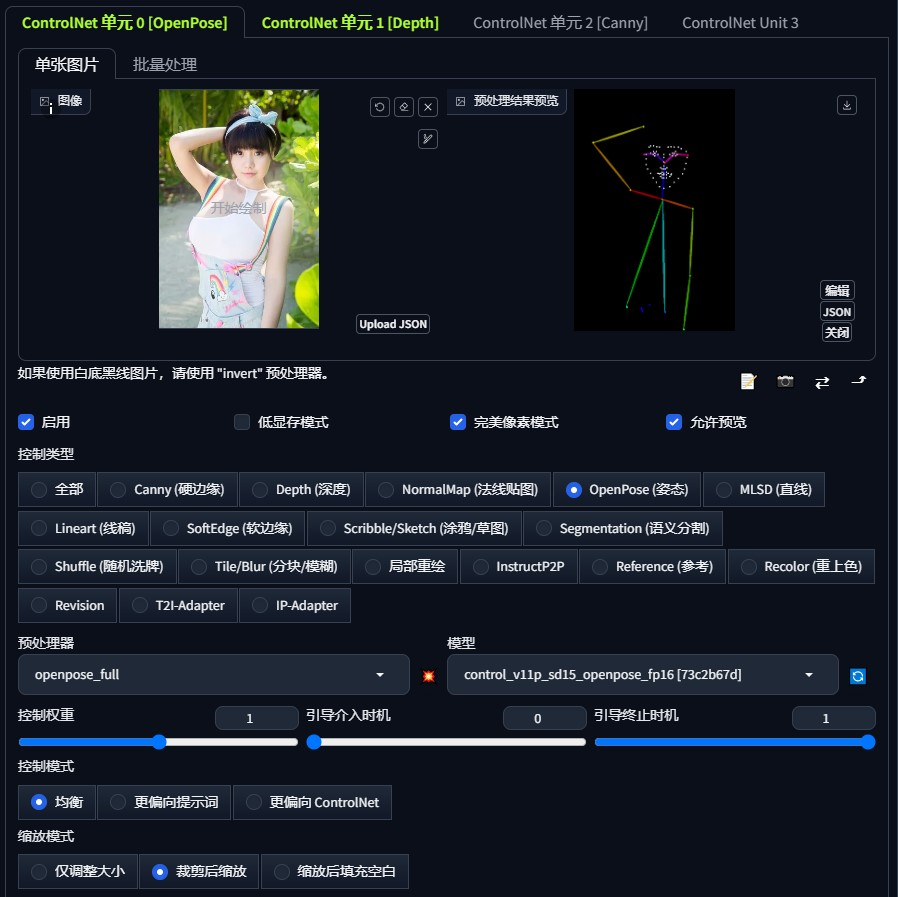 ControlNet 单元 0 [OpenPose] ControlNet 单元 1 [Depth] ControlNet 单元 2 [Canny] ControlNet Unit 3
单张图片 批量处理
图像 预处理结果预览
开始绘制
编辑
JSON
Upload JSON 关闭
如果使用白底黑线图片，请使用 "invert" 预处理器。
启用 低显存模式 完美像素模式 允许预览
控制类型
全部 Canny (硬边缘) Depth (深度) NormalMap (法线贴图) OpenPose (姿态) MLSD (直线)
Lineart (线稿) SoftEdge (软边缘) Scribble/Sketch (涂鸦/草图) Segmentation (语义分割)
Shuffle (随机洗牌) Tile/Blur (分块/模糊) 局部重绘 InstructP2P Reference (参考) Recolor (重上色)
Revision T2I-Adapter IP-Adapter
预处理器 模型
openpose_full control_v11p_sd15_openpose_fp16 [73c2b67d]
控制权重 1 引导介入时机 0 引导终止时机 1
控制模式
均衡 更偏向提示词 更偏向 ControlNet
缩放模式
仅调整大小 裁剪后缩放 缩放后填充空白